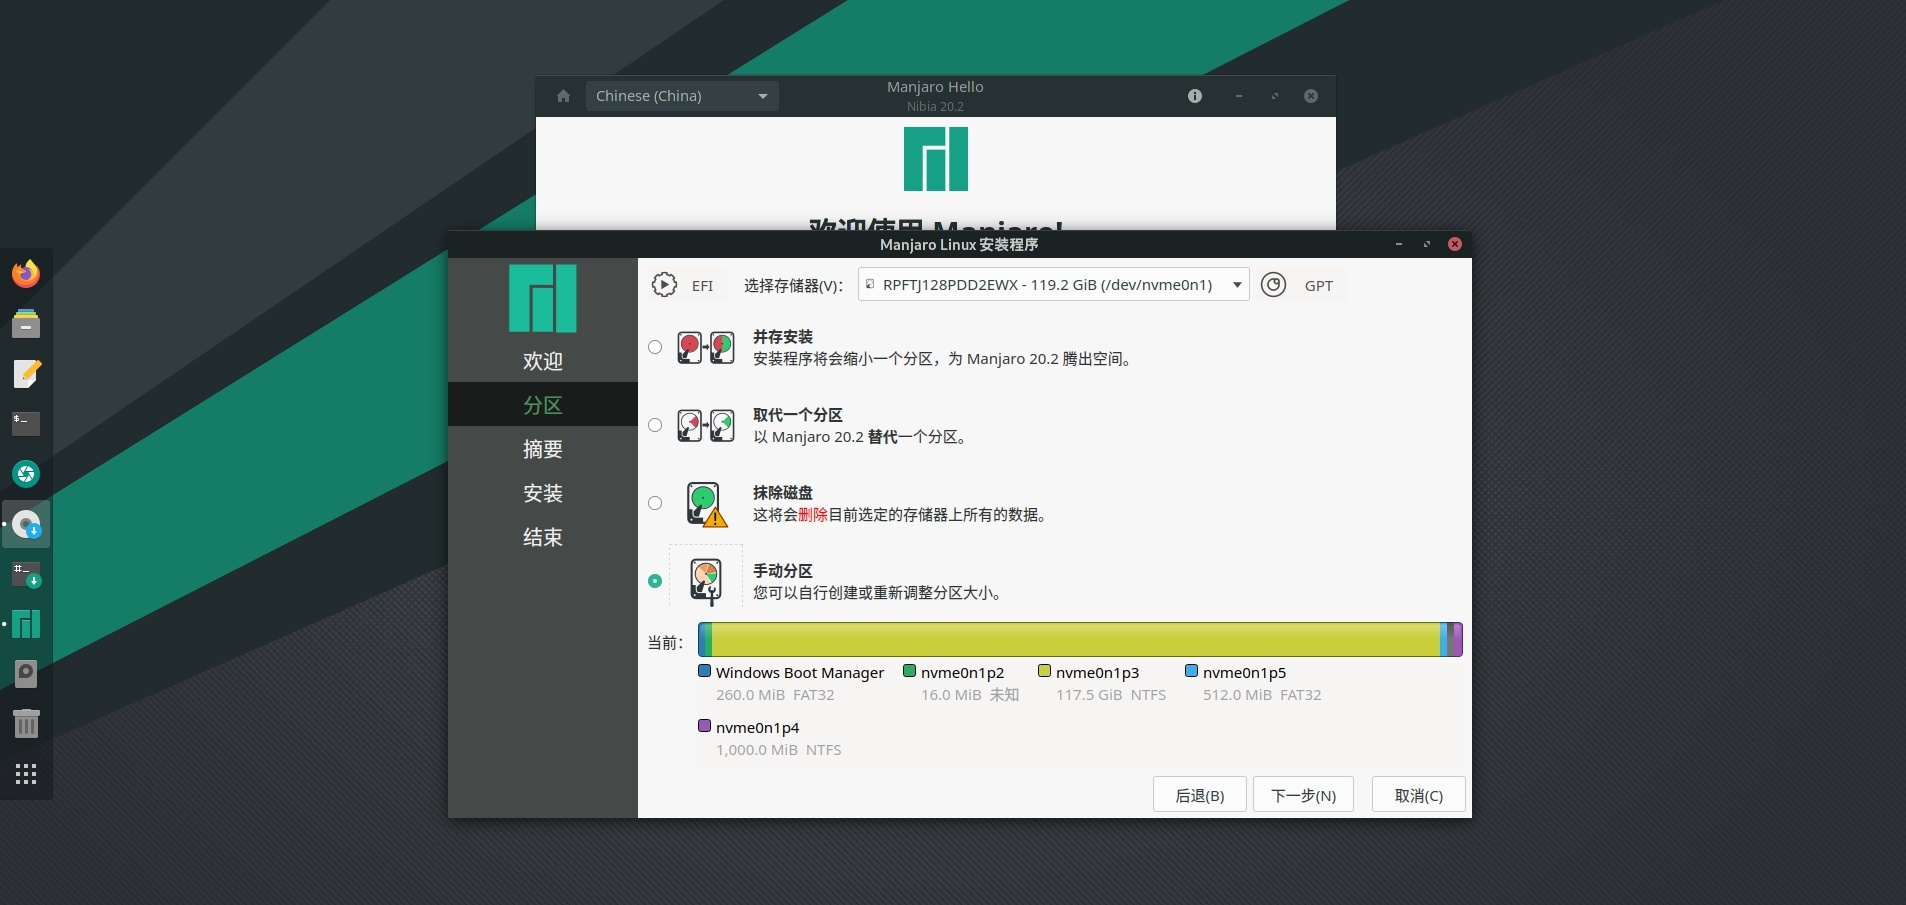 Chinese (China)
Manjaro Hello
Nibia 20.2
欢迎使用 Manjaro!
Manjaro Linux 安装程序
欢迎
分区
摘要
安装
结束
EFI
选择存储器(V):
RPFTJ128PDD2EWX - 119.2 GiB (/dev/nvme0n1)
GPT
并存安装
安装程序将会缩小一个分区，为 Manjaro 20.2 腾出空间。
取代一个分区
以 Manjaro 20.2 替代一个分区。
抹除磁盘
这将会删除目前选定的存储器上所有的数据。
手动分区
您可以自行创建或重新调整分区大小。
当前:
Windows Boot Manager
260.0 MiB FAT32
nvme0n1p2
16.0 MiB 未知
nvme0n1p3
117.5 GiB NTFS
nvme0n1p5
512.0 MiB FAT32
nvme0n1p4
1,000.0 MiB NTFS
后退(B)
下一步(N)
取消(C)